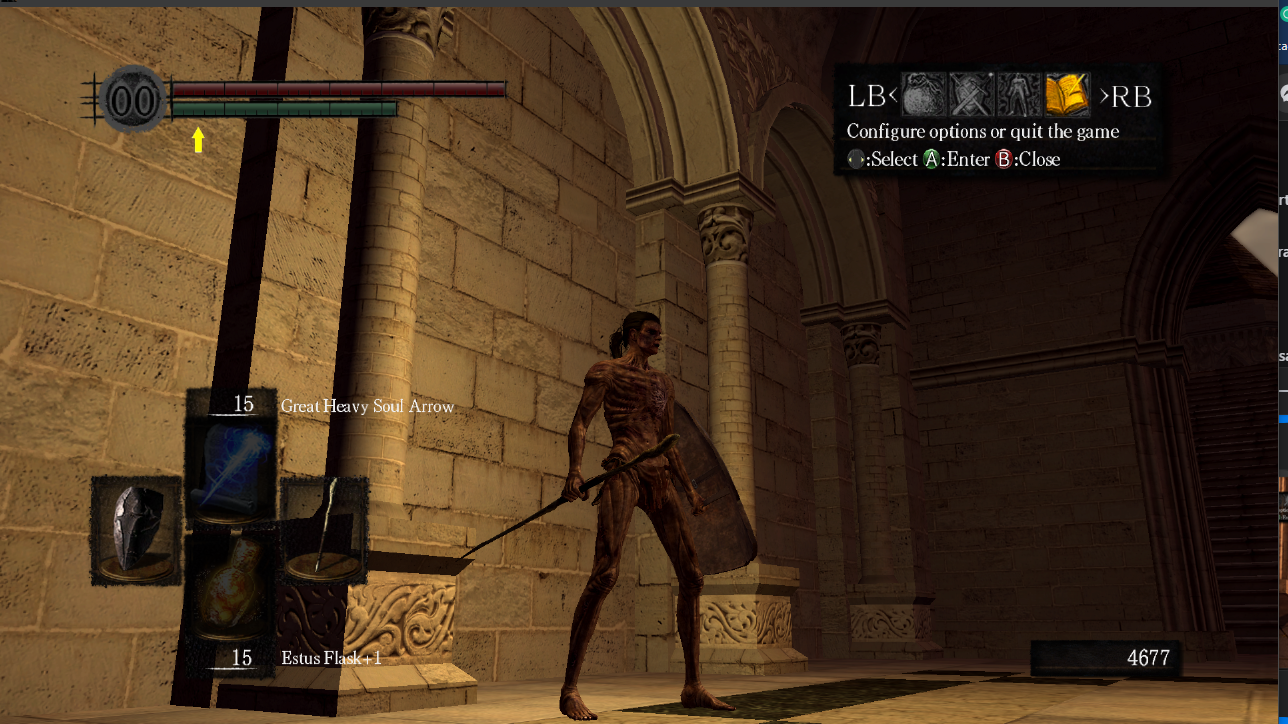 00
LB
RB
Configure options or quit the game
:Select A:Enter B:Close
15
Great Heavy Soul Arrow
15
Estus Flask+1
4677